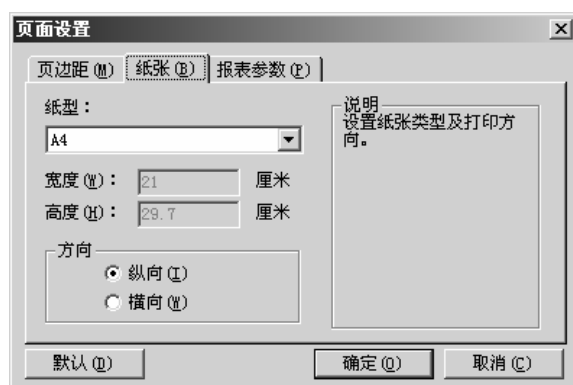 页面设置
页边距(M) 纸张(B) 报表参数(P)
纸型：
A4
宽度(W)： 21 厘米
高度(H)： 29.7 厘米
方向
纵向(I)
横向(W)
说明
设置纸张类型及打印方
向。
默认(D) 确定(O) 取消(C)